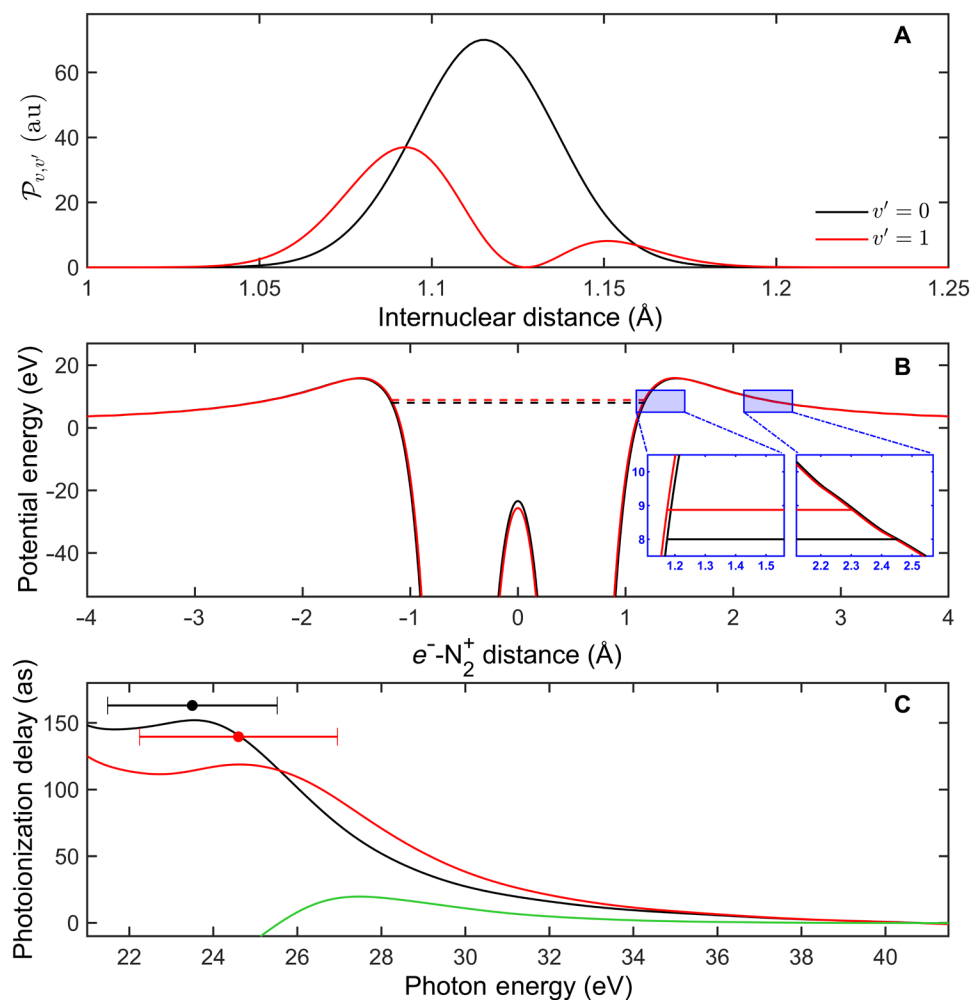 A
60
40
20
0
𝒫v,v′ (au)
v′ = 0
v′ = 1
1 1.05 1.11 1.15 1.2 1.25
Internuclear distance (Å)
B
20
0
−20
−40
Potential energy (eV)
10
9
8
1.2 1.3 1.4 1.5
2.2 2.3 2.4 2.5
−4 −3 −2 −1 0 1 2 3 4
e⁻-N₂⁺ distance (Å)
C
150
100
50
0
Photoionization delay (as)
22 24 26 28 30 32 34 36 38 40
Photon energy (eV)